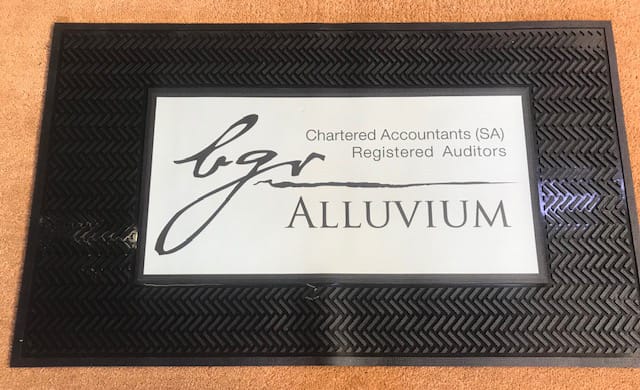 bgr
Chartered Accountants (SA)
Registered Auditors
ALLUVIUM